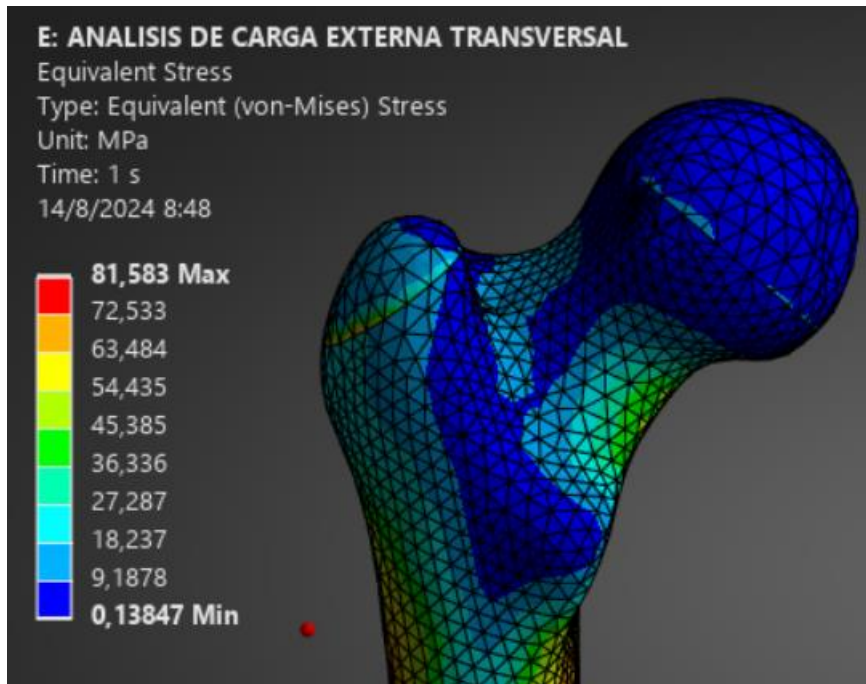 E: ANALISIS DE CARGA EXTERNA TRANSVERSAL
Equivalent Stress
Type: Equivalent (von-Mises) Stress
Unit: MPa
Time: 1 s
14/8/2024 8:48
81,583 Max
72,533
63,484
54,435
45,385
36,336
27,287
18,237
9,1878
0,13847 Min